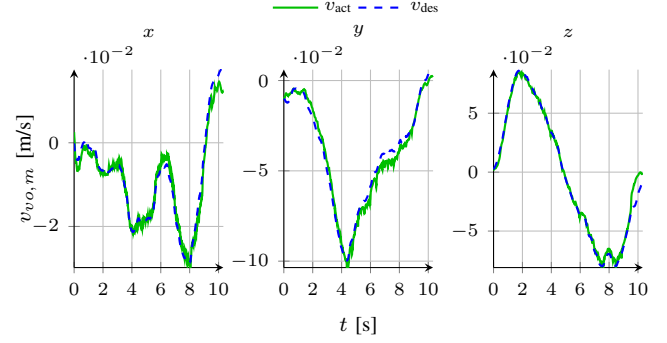 v_act v_des
x y z
·10⁻² ·10⁻² ·10⁻²
v_vo,m [m/s]
0
−2
0
−5
−10
5
0
−5
0 2 4 6 8 10 0 2 4 6 8 10 0 2 4 6 8 10
t [s]